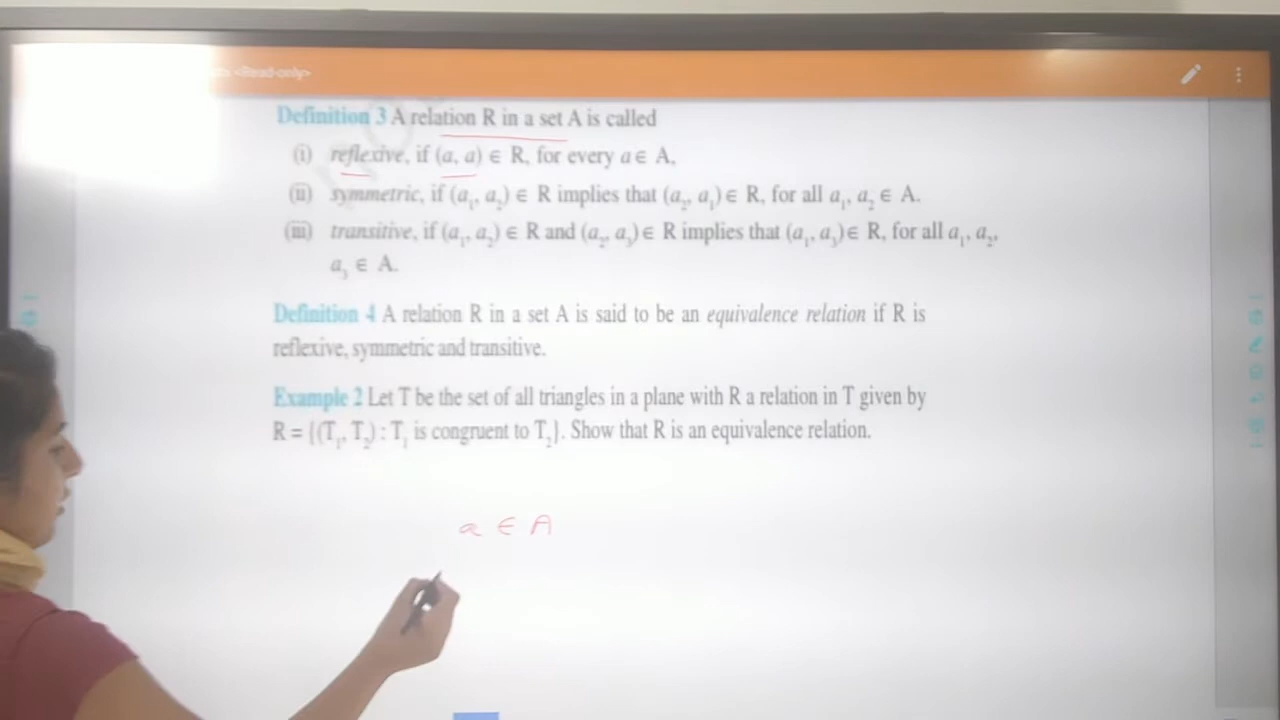 <Read-only>
Definition 3 A relation R in a set A is called
(i) reflexive, if (a, a) ∈ R, for every a ∈ A,
(ii) symmetric, if (a₁, a₂) ∈ R implies that (a₂, a₁) ∈ R, for all a₁, a₂ ∈ A.
(iii) transitive, if (a₁, a₂) ∈ R and (a₂, a₃) ∈ R implies that (a₁, a₃) ∈ R, for all a₁, a₂,
a₃ ∈ A.
Definition 4 A relation R in a set A is said to be an equivalence relation if R is
reflexive, symmetric and transitive.
Example 2 Let T be the set of all triangles in a plane with R a relation in T given by
R = {(T₁, T₂) : T₁ is congruent to T₂}. Show that R is an equivalence relation.
a ∈ A